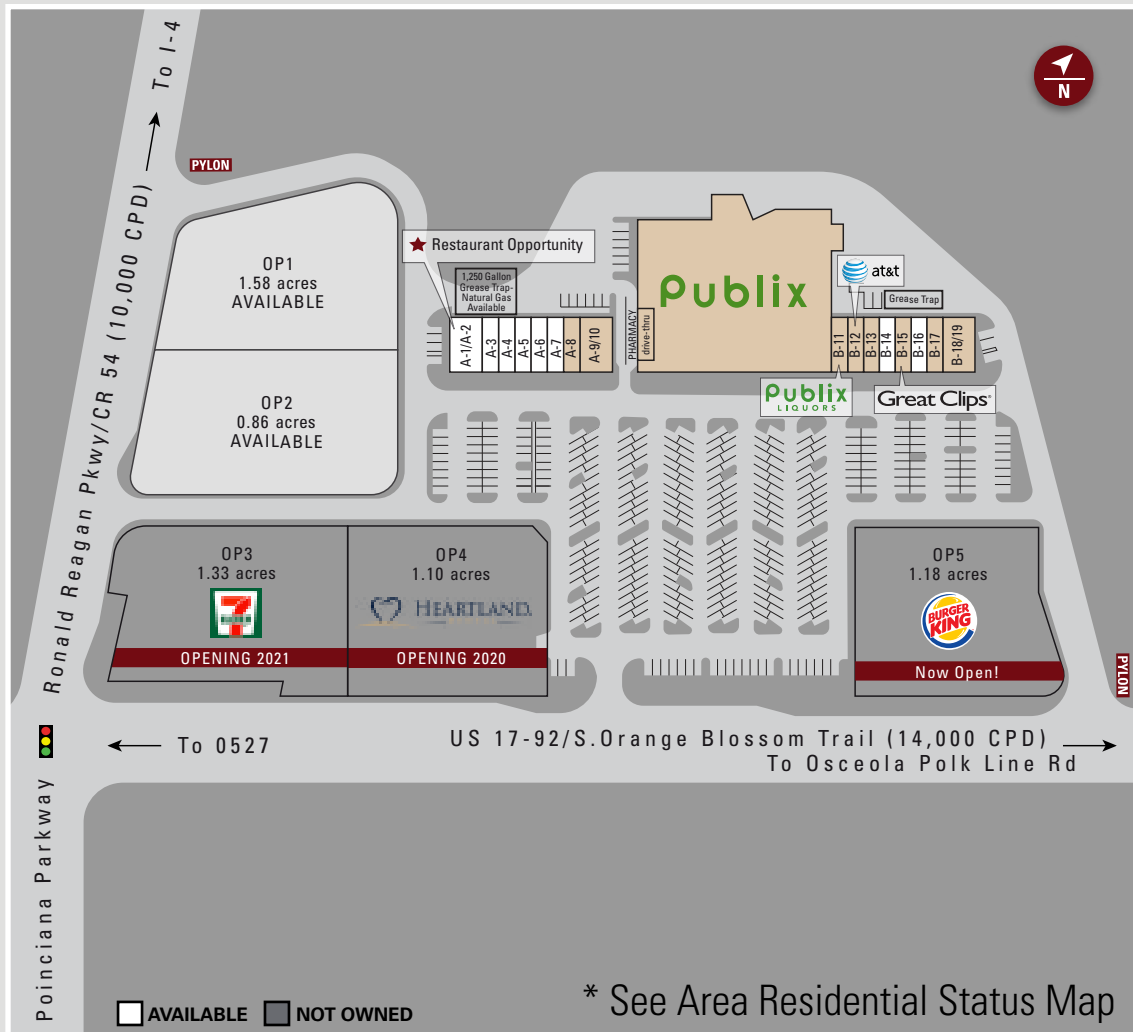 To I-4
Ronald Reagan Pkwy/CR 54 (10,000 CPD)
N
PYLON
OP1
1.58 acres
AVAILABLE
OP2
0.86 acres
AVAILABLE
Restaurant Opportunity
1,250 Gallon
Grease Trap-
Natural Gas
Available
A-1/A-2
A-3
A-4
A-5
A-6
A-7
A-8
A-9/10
PHARMACY
drive-thru
Publix
at&t
Grease Trap
B-11
B-12
B-13
B-14
B-15
B-16
B-17
B-18/19
Publix
LIQUORS
Great Clips
OP3
1.33 acres
7
OPENING 2021
OP4
1.10 acres
HEARTLAND
OPENING 2020
OP5
1.18 acres
BURGER
KING
Now Open!
PYLON
To 0527
US 17-92/S.Orange Blossom Trail (14,000 CPD)
To Osceola Polk Line Rd
Poinciana Parkway
AVAILABLE
NOT OWNED
* See Area Residential Status Map